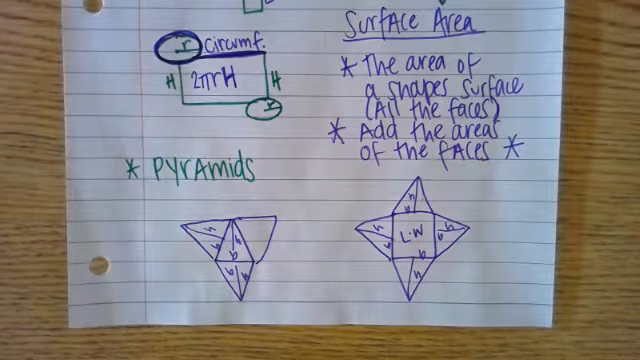 Surface Area
r circumf.
H 2πrH H
r
* The area of
a shapes surface
(All the faces)
* Add the areas
of the faces *
* Pyramids
h h
b b
b h
h
b
h b L·W b h
b
h